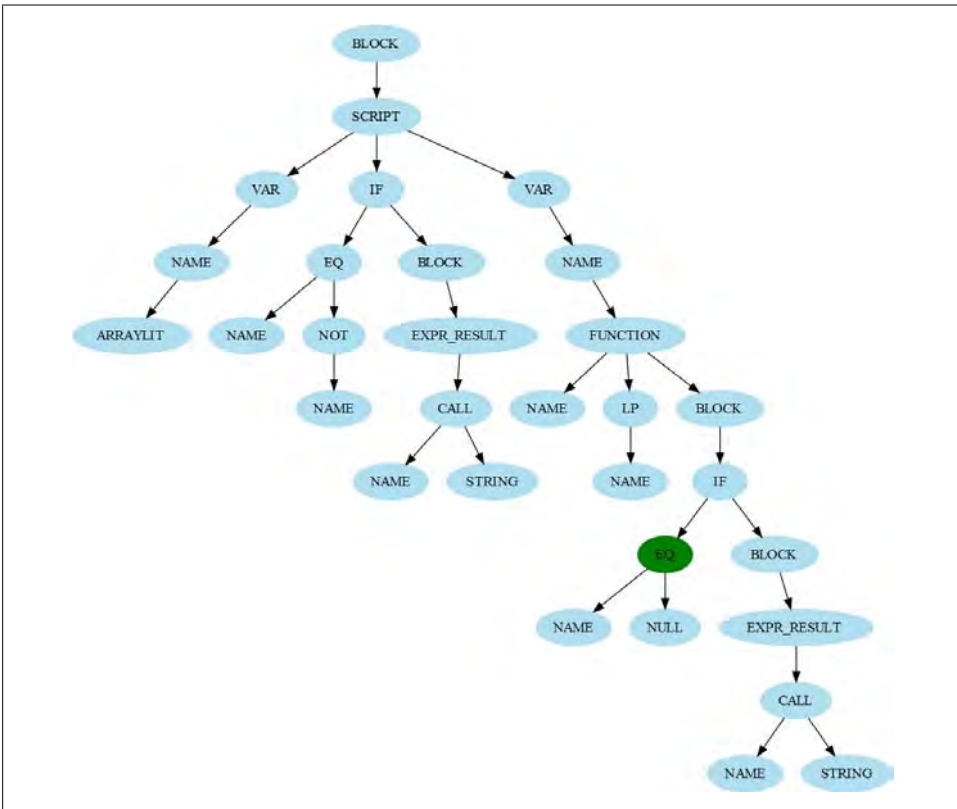 BLOCK
SCRIPT
VAR IF VAR
NAME EQ BLOCK NAME
ARRAYLIT NAME NOT EXPR_RESULT FUNCTION
NAME CALL NAME LP BLOCK
NAME STRING NAME IF
EQ BLOCK
NAME NULL EXPR_RESULT
CALL
NAME STRING